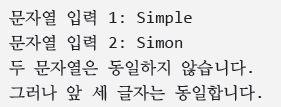 문자열 입력 1: Simple
문자열 입력 2: Simon
두 문자열은 동일하지 않습니다.
그러나 앞 세 글자는 동일합니다.